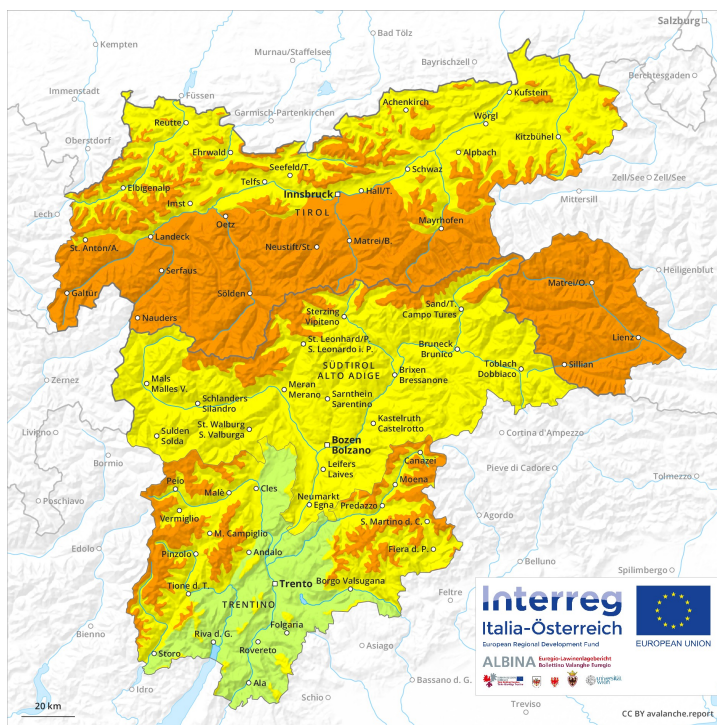 Salzburg
Kempten
Bad Tölz
Murnau/Staffelsee
Bayrischzell
Berchtesgaden
Immenstadt
Füssen
Kufstein
Garmisch-Partenkirchen
Achenkirch
Reutte
Wörgl
Oberstdorf
Kitzbühel
Ehrwald
Alpbach
Seefeld/T.
Schwaz
Telfs
Zell/See
Zell/See
Elbigenalp
Innsbruck
Hall/T.
Mittersill
Imst
Lech
TIROL
Oetz
Mayrhofen
St. Anton/A.
Landeck
Neustift/St.
Matrei/B.
Heiligenblut
Serfaus
Matrei/O.
Galtür
Sölden
Sand/T.
Campo Tures
Nauders
Sterzing
Vipiteno
Lienz
St. Leonhard/P.
S. Leonardo i. P.
Bruneck
Brunico
Toblach
Dobbiaco
Sillian
SÜDTIROL
ALTO ADIGE
Brixen
Bressanone
Zernez
Mals
Malles V.
Meran
Merano
Schlanders
Silandro
Sarnthein
Sarentino
St. Walburg
S. Valburga
Kastelruth
Castelrotto
Livigno
Sulden
Solda
Cortina d'Ampezzo
Bozen
Bolzano
Bormio
Pieve di Cadore
Leifers
Laives
Canazei
Tolmezzo
Peio
Moena
Poschiavo
Malè
Cles
Neumarkt
Egna
Predazzo
Vermiglio
Agordo
S. Martino d. C.
M. Campiglio
Edolo
Pinzolo
Andalo
Fiera d. P.
Belluno
Spilimbergo
Trento
Borgo Valsugana
Tione d. T.
Feltre
TRENTINO
Folgaria
Bienno
Riva d. G.
Rovereto
Asiago
Storo
Idro
Ala
Schio
Bassano d. G.
Treviso
Interreg
Italia-Österreich
European Regional Development Fund
EUROPEAN UNION
ALBINA
Euregio-Lawinenlagebericht
Bollettino Valanghe Euregio
universität
wien
20 km
CC BY avalanche.report